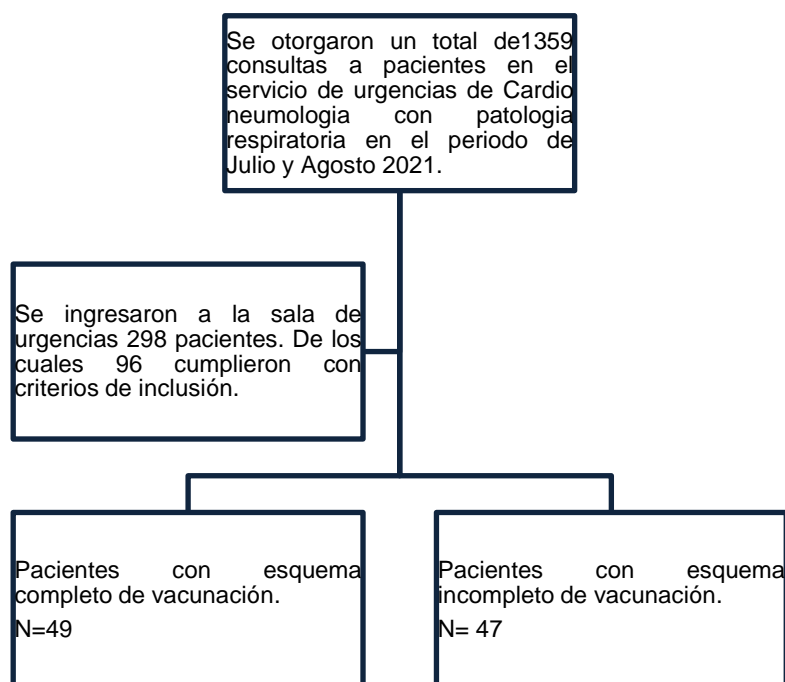 Se otorgaron un total de1359
consultas a pacientes en el
servicio de urgencias de Cardio
neumologia con patologia
respiratoria en el periodo de
Julio y Agosto 2021.
Se ingresaron a la sala de
urgencias 298 pacientes. De los
cuales 96 cumplieron con
criterios de inclusión.
Pacientes con esquema
completo de vacunación.
N=49
Pacientes con esquema
incompleto de vacunación.
N= 47